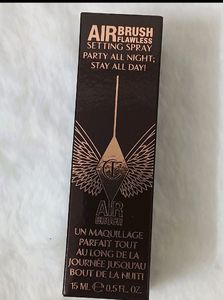 AIRBRUSH
FLAWLESS
SETTING SPRAY
PARTY ALL NIGHT;
STAY ALL DAY!
AIR
BRUSH
UN MAQUILLAGE
PARFAIT TOUT
AU LONG DE LA
JOURNÉE JUSQU'AU
BOUT DE LA NUIT!
15 ML ℮ 0.5 FL. OZ.